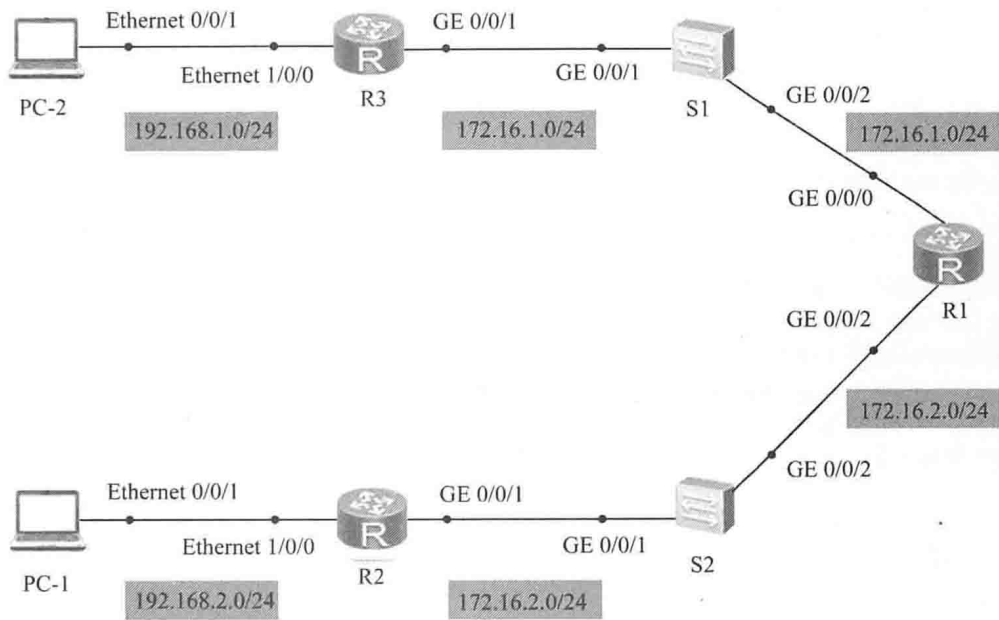 Ethernet 0/0/1
GE 0/0/1
Ethernet 1/0/0
GE 0/0/1
PC-2
R3
S1
GE 0/0/2
192.168.1.0/24
172.16.1.0/24
172.16.1.0/24
GE 0/0/0
R
R
R1
GE 0/0/2
172.16.2.0/24
GE 0/0/2
Ethernet 0/0/1
GE 0/0/1
R
Ethernet 1/0/0
GE 0/0/1
PC-1
R2
S2
192.168.2.0/24
172.16.2.0/24